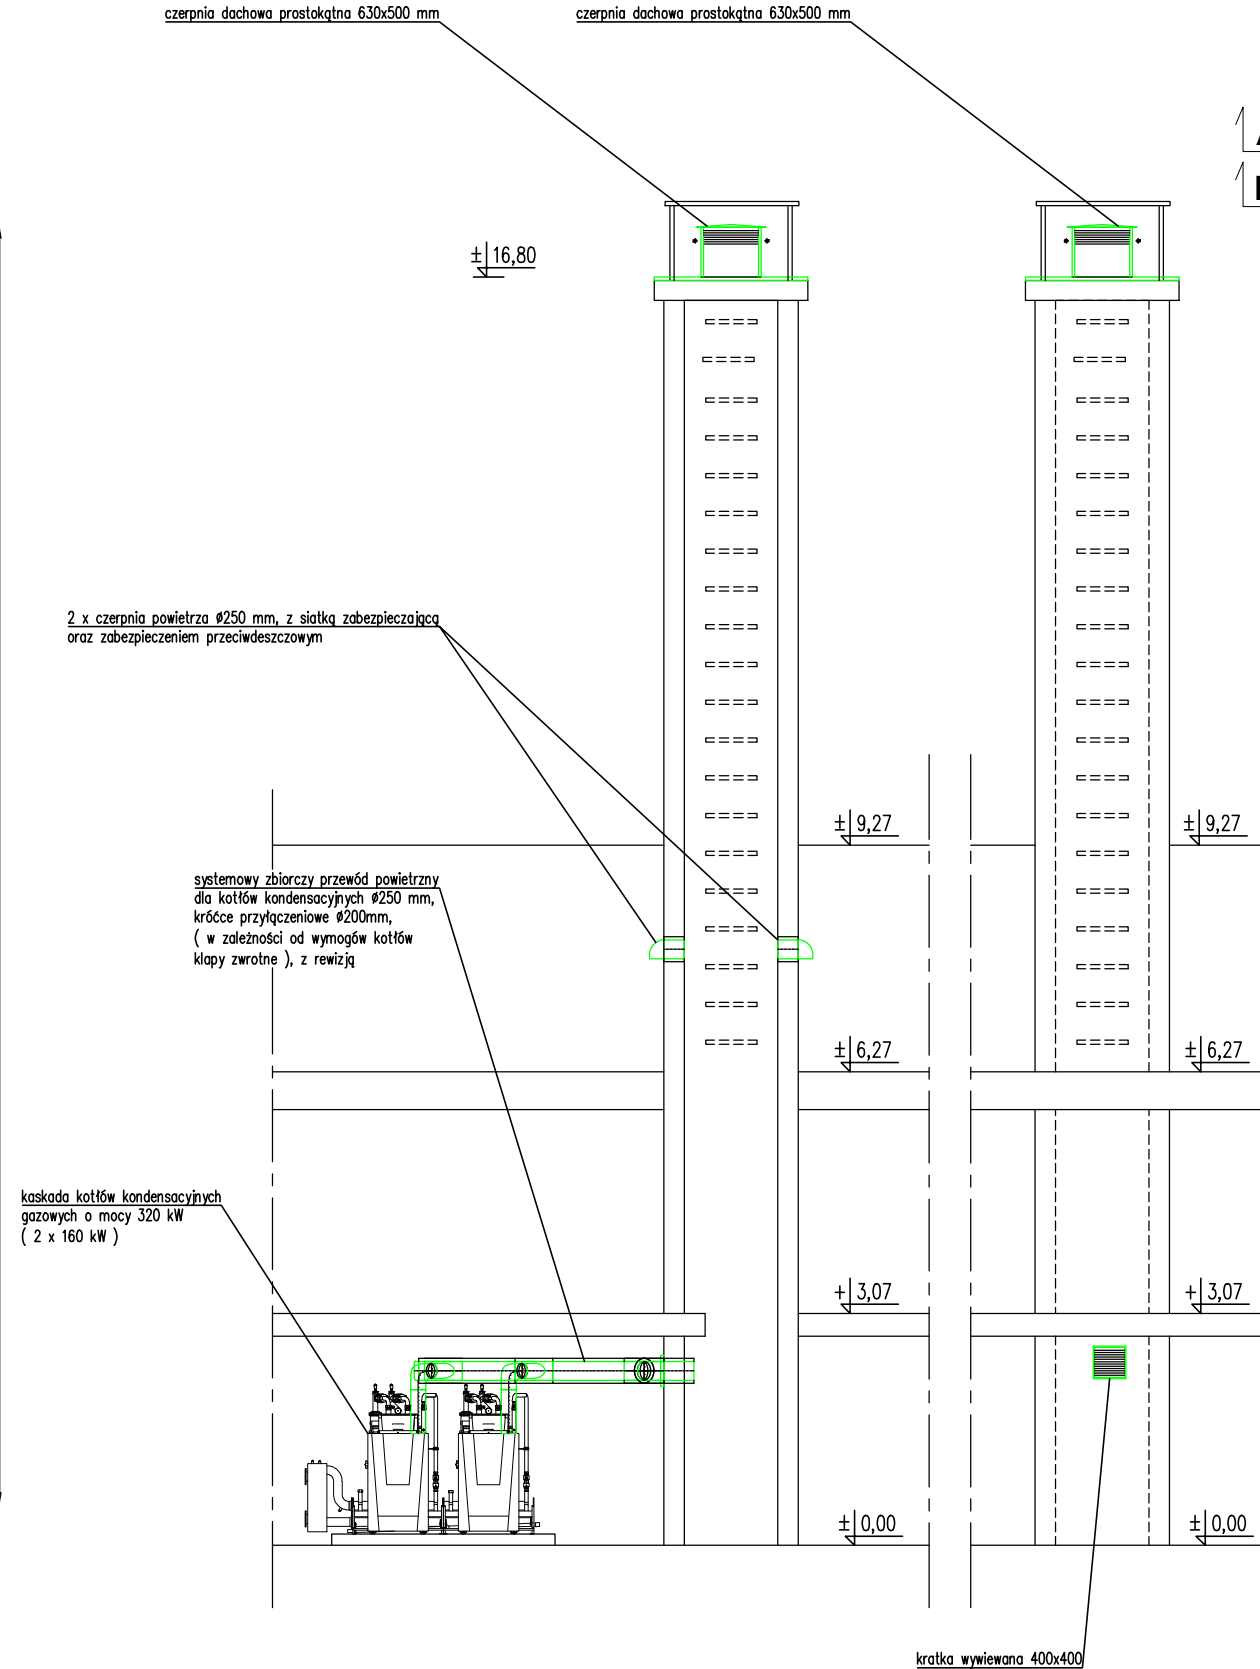 czerpnia dachowa prostokątna 630x500 mm
czerpnia dachowa prostokątna 630x500 mm
± 16,80
2 x czerpnia powietrza Ø250 mm, z siatką zabezpieczającą
oraz zabezpieczeniem przeciwdeszczowym
± 9,27
± 9,27
systemowy zbiorczy przewód powietrzny
dla kotłów kondensacyjnych Ø250 mm,
króćce przyłączeniowe Ø200mm,
( w zależności od wymogów kotłów
klapy zwrotne ), z rewizją
± 6,27
± 6,27
kaskada kotłów kondensacyjnych
gazowych o mocy 320 kW
( 2 x 160 kW )
+ 3,07
+ 3,07
± 0,00
± 0,00
kratka wywiewana 400x400